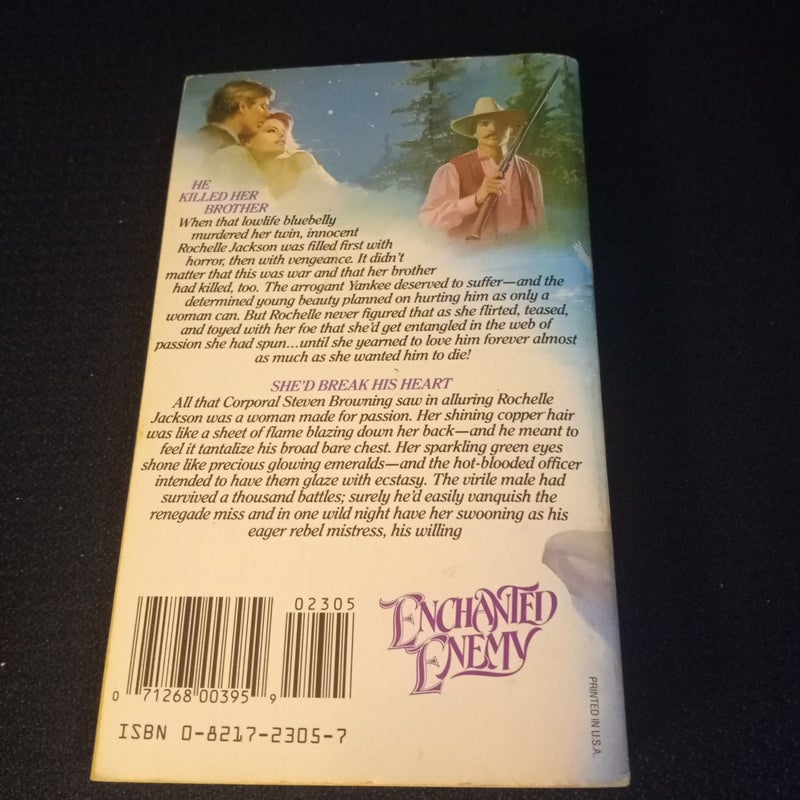 HE
KILLED HER
BROTHER
When that lowlife bluebelly
murdered her twin, innocent
Rochelle Jackson was filled first with
horror, then with vengeance. It didn't
matter that this was war and that her brother
had killed, too. The arrogant Yankee deserved to suffer—and the
determined young beauty planned on hurting him as only a
woman can. But Rochelle never figured that as she flirted, teased,
and toyed with her foe that she'd get entangled in the web of
passion she had spun...until she yearned to love him forever almost
as much as she wanted him to die!
SHE'D BREAK HIS HEART
All that Corporal Steven Browning saw in alluring Rochelle
Jackson was a woman made for passion. Her shining copper hair
was like a sheet of flame blazing down her back—and he meant to
feel it tantalize his broad bare chest. Her sparkling green eyes
shone like precious glowing emeralds—and the hot-blooded officer
intended to have them glaze with ecstasy. The virile male had
survived a thousand battles; surely he'd easily vanquish the
renegade miss and in one wild night have her swooning as his
eager rebel mistress, his willing
ENCHANTED
ENEMY
02305
0 71268 00395 9
ISBN 0-8217-2305-7
PRINTED IN U.S.A.